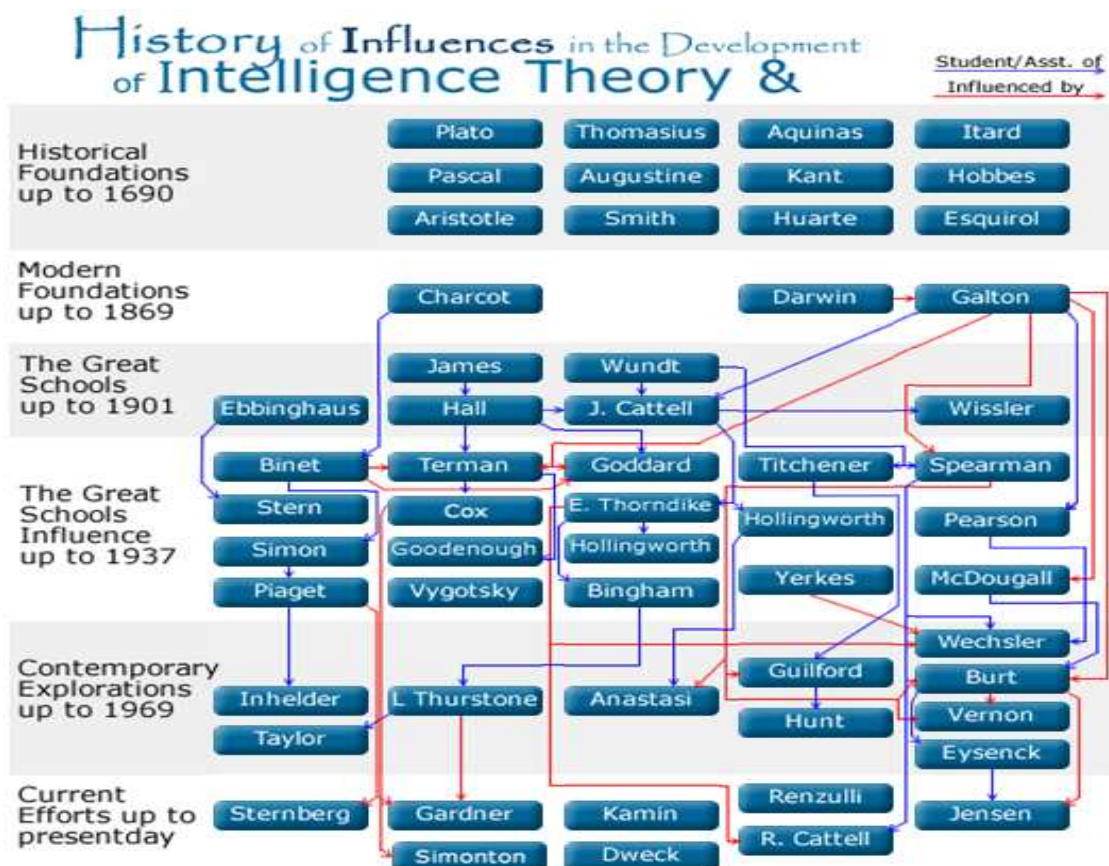 History of Influences in the Development
of Intelligence Theory &
Student/Asst. of
Influenced by
Historical
Foundations
up to 1690
Plato Thomasius Aquinas Itard
Pascal Augustine Kant Hobbes
Aristotle Smith Huarte Esquirol
Modern
Foundations
up to 1869
Charcot Darwin Galton
The Great
Schools
up to 1901
James Wundt
Ebbinghaus Hall J. Cattell Wissler
The Great
Schools
Influence
up to 1937
Binet Terman Goddard Titchener Spearman
Stern Cox E. Thorndike Hollingworth Pearson
Simon Goodenough Hollingworth
Piaget Vygotsky Bingham Yerkes McDougall
Contemporary
Explorations
up to 1969
Wechsler
Guilford Burt
Inhelder L Thurstone Anastasi Hunt Vernon
Taylor Eysenck
Current
Efforts up to
presentday
Renzulli
Sternberg Gardner Kamin Jensen
R. Cattell
Simonton Dweck